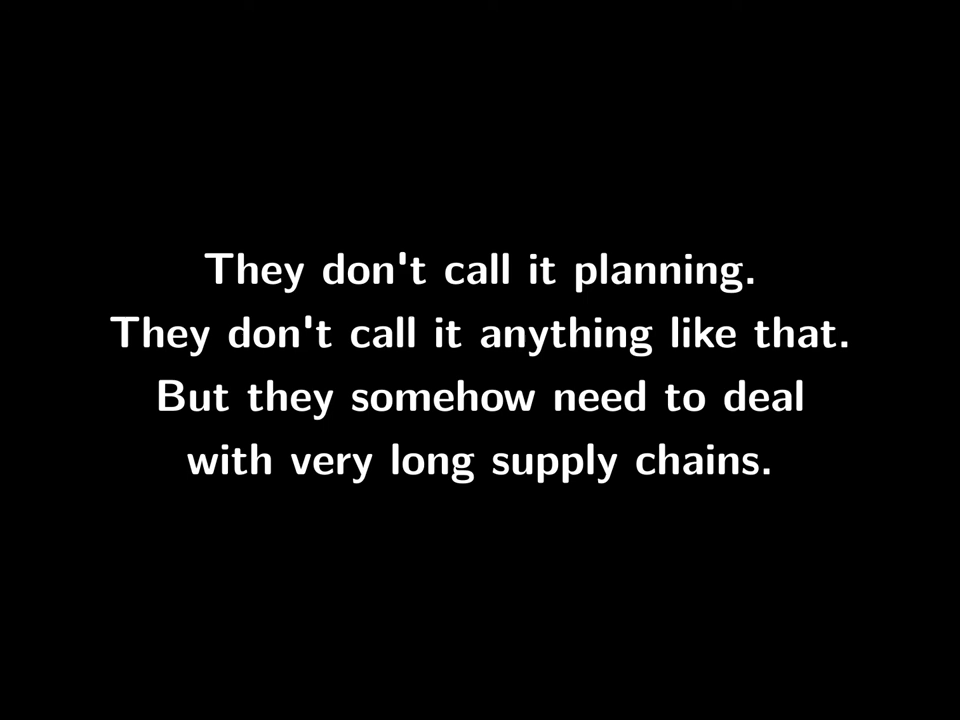 They don't call it planning.
They don't call it anything like that.
But they somehow need to deal
with very long supply chains.